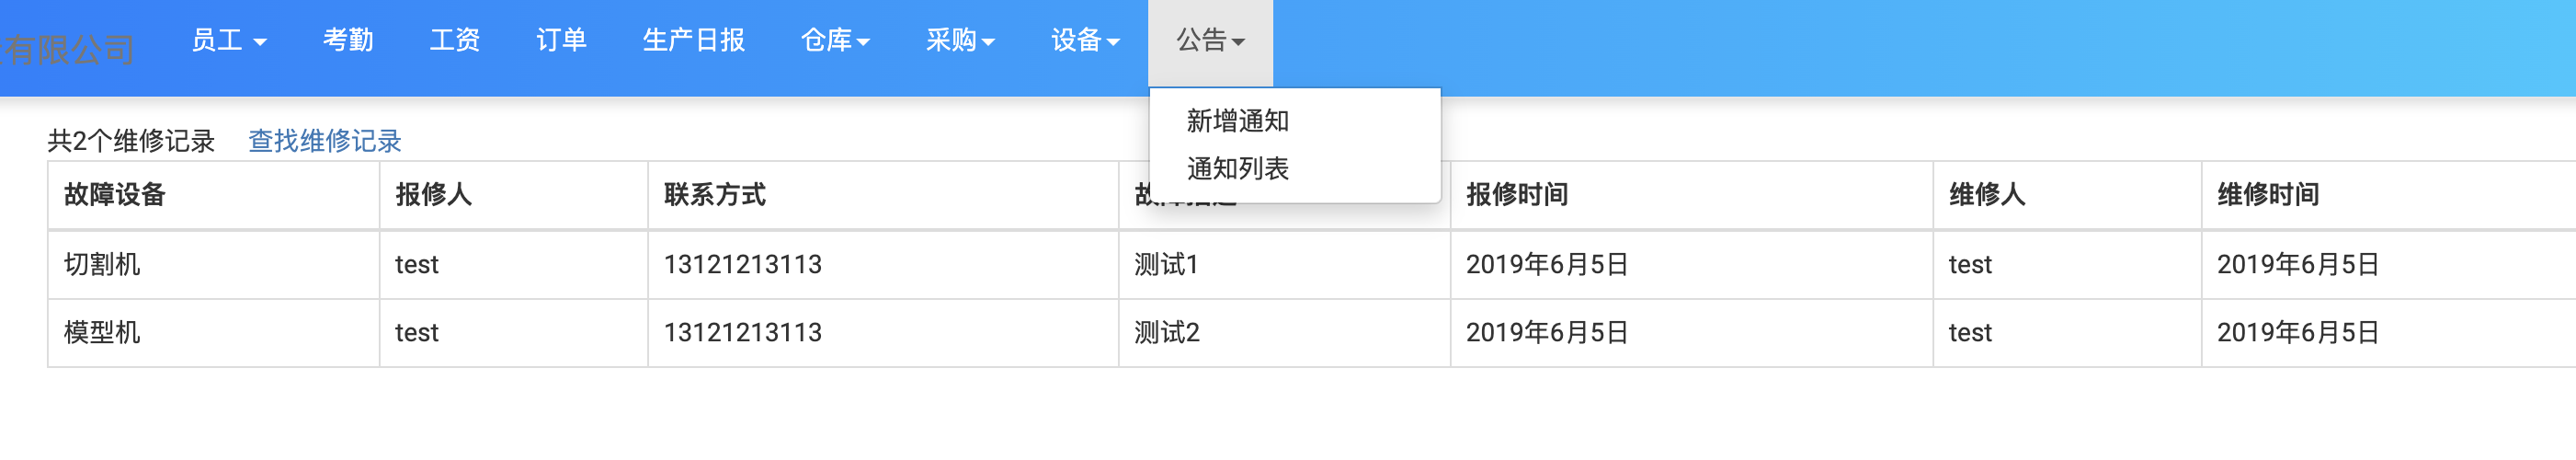 有限公司 员工 考勤 工资 订单 生产日报 仓库 采购 设备 公告
新增通知
通知列表
共2个维修记录 查找维修记录
故障设备 报修人 联系方式 报修时间 维修人 维修时间
切割机 test 13121213113 测试1 2019年6月5日 test 2019年6月5日
模型机 test 13121213113 测试2 2019年6月5日 test 2019年6月5日